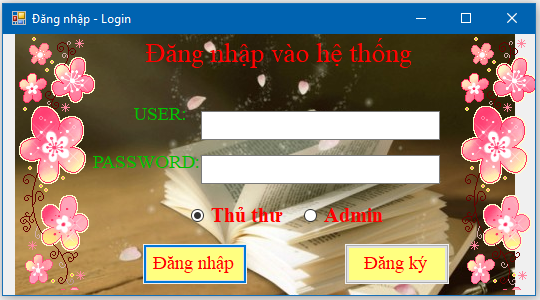 Đăng nhập - Login
Đăng nhập vào hệ thống
USER:
PASSWORD:
Thủ thư Admin
Đăng nhập Đăng ký